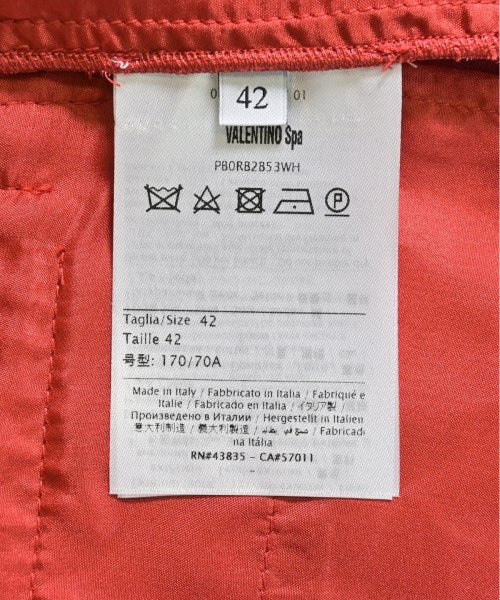 42
VALENTINO Spa
PB0RB2B53WH
P
Taglia/Size 42
Taille 42
号型: 170/70A
Made in Italy / Fabbricato in Italia / Fabriqué e
Italie / Fabricado en Italia / イタリア製 /
Произведено в Италии / Hergestellt in Italien
意大利制造 / 義大利製造 / صنع في إيطاليا / Fabricad
na Itália
RN#43835 - CA#57011